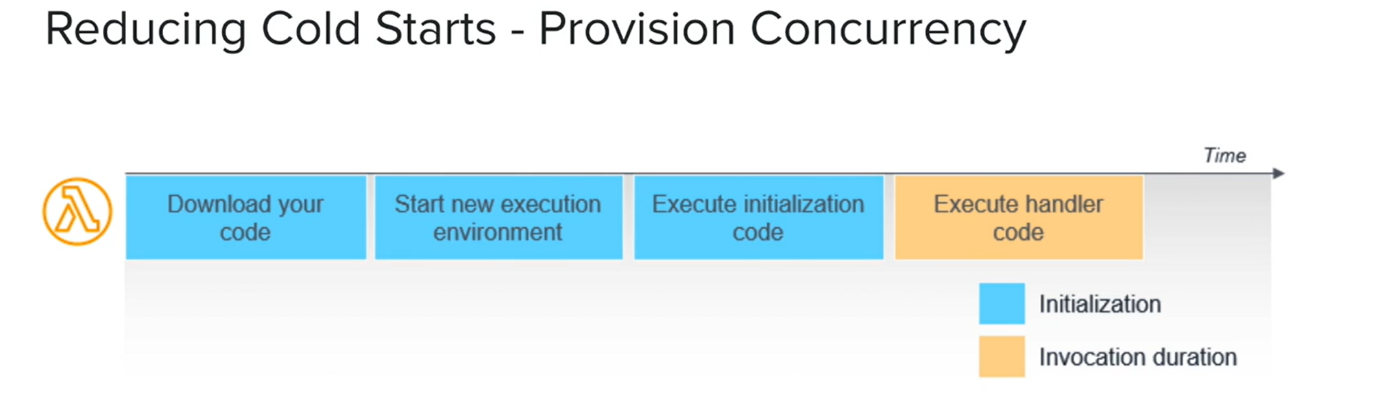 Reducing Cold Starts - Provision Concurrency
Time
Download your
code
Start new execution
environment
Execute initialization
code
Execute handler
code
Initialization
Invocation duration